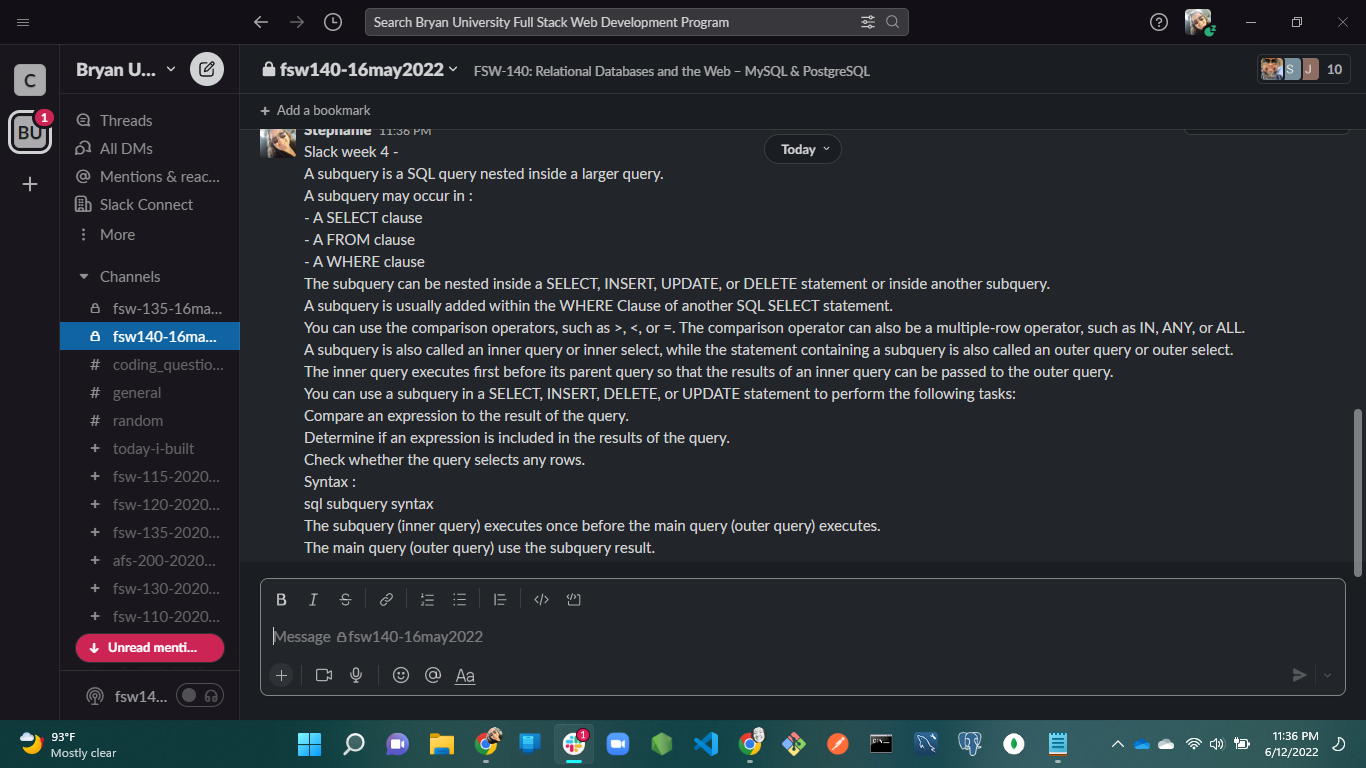 Search Bryan University Full Stack Web Development Program
C
Bryan U...
fsw140-16may2022
FSW-140: Relational Databases and the Web – MySQL & PostgreSQL
S J 10
1
BU
+ Add a bookmark
Threads
All DMs
Mentions & reac...
Slack Connect
More
Channels
fsw-135-16ma...
fsw140-16ma...
# coding_questio...
# general
# random
+ today-i-built
+ fsw-115-2020...
+ fsw-120-2020...
+ fsw-135-2020...
+ afs-200-2020...
+ fsw-130-2020...
+ fsw-110-2020...
Unread menti...
fsw14...
Stephanie 11:36 PM
Today
Slack week 4 -
A subquery is a SQL query nested inside a larger query.
A subquery may occur in :
- A SELECT clause
- A FROM clause
- A WHERE clause
The subquery can be nested inside a SELECT, INSERT, UPDATE, or DELETE statement or inside another subquery.
A subquery is usually added within the WHERE Clause of another SQL SELECT statement.
You can use the comparison operators, such as >, <, or =. The comparison operator can also be a multiple-row operator, such as IN, ANY, or ALL.
A subquery is also called an inner query or inner select, while the statement containing a subquery is also called an outer query or outer select.
The inner query executes first before its parent query so that the results of an inner query can be passed to the outer query.
You can use a subquery in a SELECT, INSERT, DELETE, or UPDATE statement to perform the following tasks:
Compare an expression to the result of the query.
Determine if an expression is included in the results of the query.
Check whether the query selects any rows.
Syntax :
sql subquery syntax
The subquery (inner query) executes once before the main query (outer query) executes.
The main query (outer query) use the subquery result.
B I S
Message fsw140-16may2022
Aa
93°F
Mostly clear
1
11:36 PM
6/12/2022